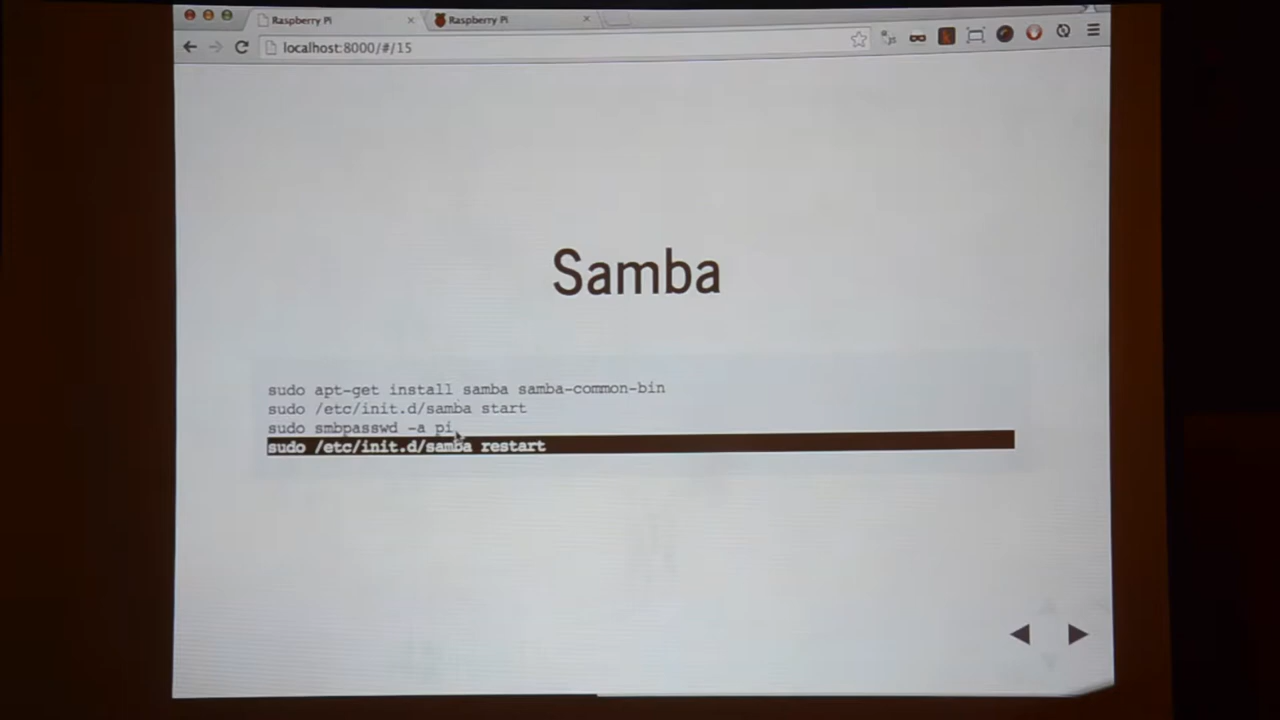 Raspberry Pi
Raspberry Pi
localhost:8000/#/15
Samba
sudo apt-get install samba samba-common-bin
sudo /etc/init.d/samba start
sudo smbpasswd -a pi
sudo /etc/init.d/samba restart